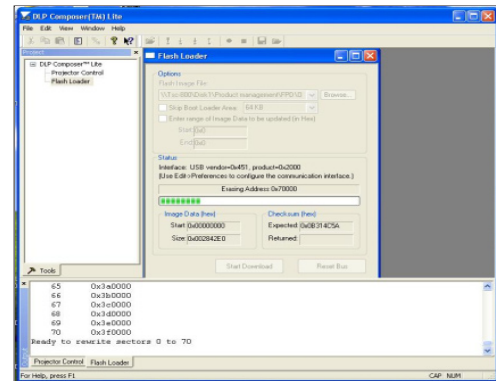 DLP Composer(TM) Lite
File Edit View Window Help
Project
DLP Composer™ Lite
Projector Control
Flash Loader
Tools
Flash Loader
Options
Flash Image File
Browse...
Skip Boot Loader Area 64 KB
Enter range of Image Data to be updated (in Hex)
Start 0x0
End 0x0
Status
Interface: USB vendor=0x451, product=0x2000
(Use Edit>Preferences to configure the communication interface.)
Erasing Address 0x70000
Image Data (hex)
Start 0x00000000
Size 0x002842E0
Checksum (hex)
Expected 0x0B314C5A
Returned
Start Download Reset Bus
65 0x3a0000
66 0x3b0000
67 0x3c0000
68 0x3d0000
69 0x3e0000
70 0x3f0000
Ready to rewrite sectors 0 to 70
Projector Control Flash Loader
For Help, press F1
CAP NUM